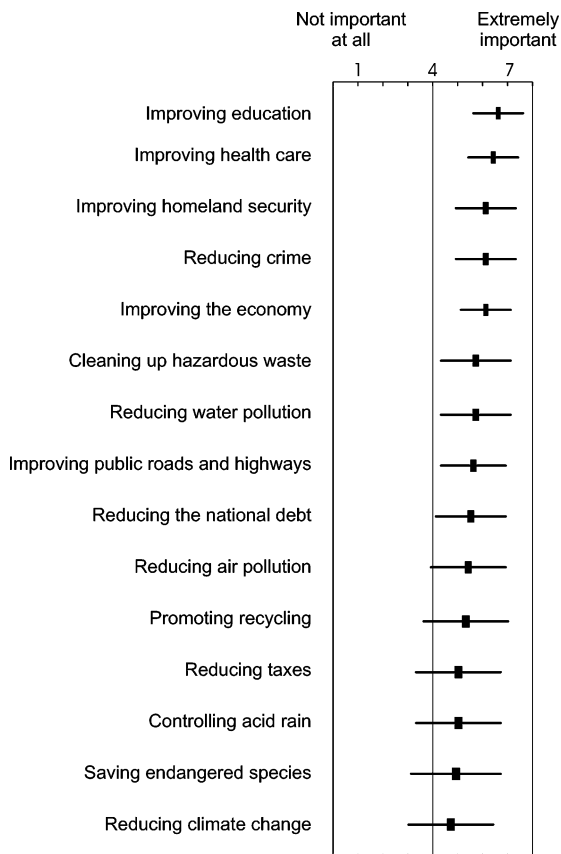 Not important
at all
Extremely
important
1 4 7
Improving education
Improving health care
Improving homeland security
Reducing crime
Improving the economy
Cleaning up hazardous waste
Reducing water pollution
Improving public roads and highways
Reducing the national debt
Reducing air pollution
Promoting recycling
Reducing taxes
Controlling acid rain
Saving endangered species
Reducing climate change